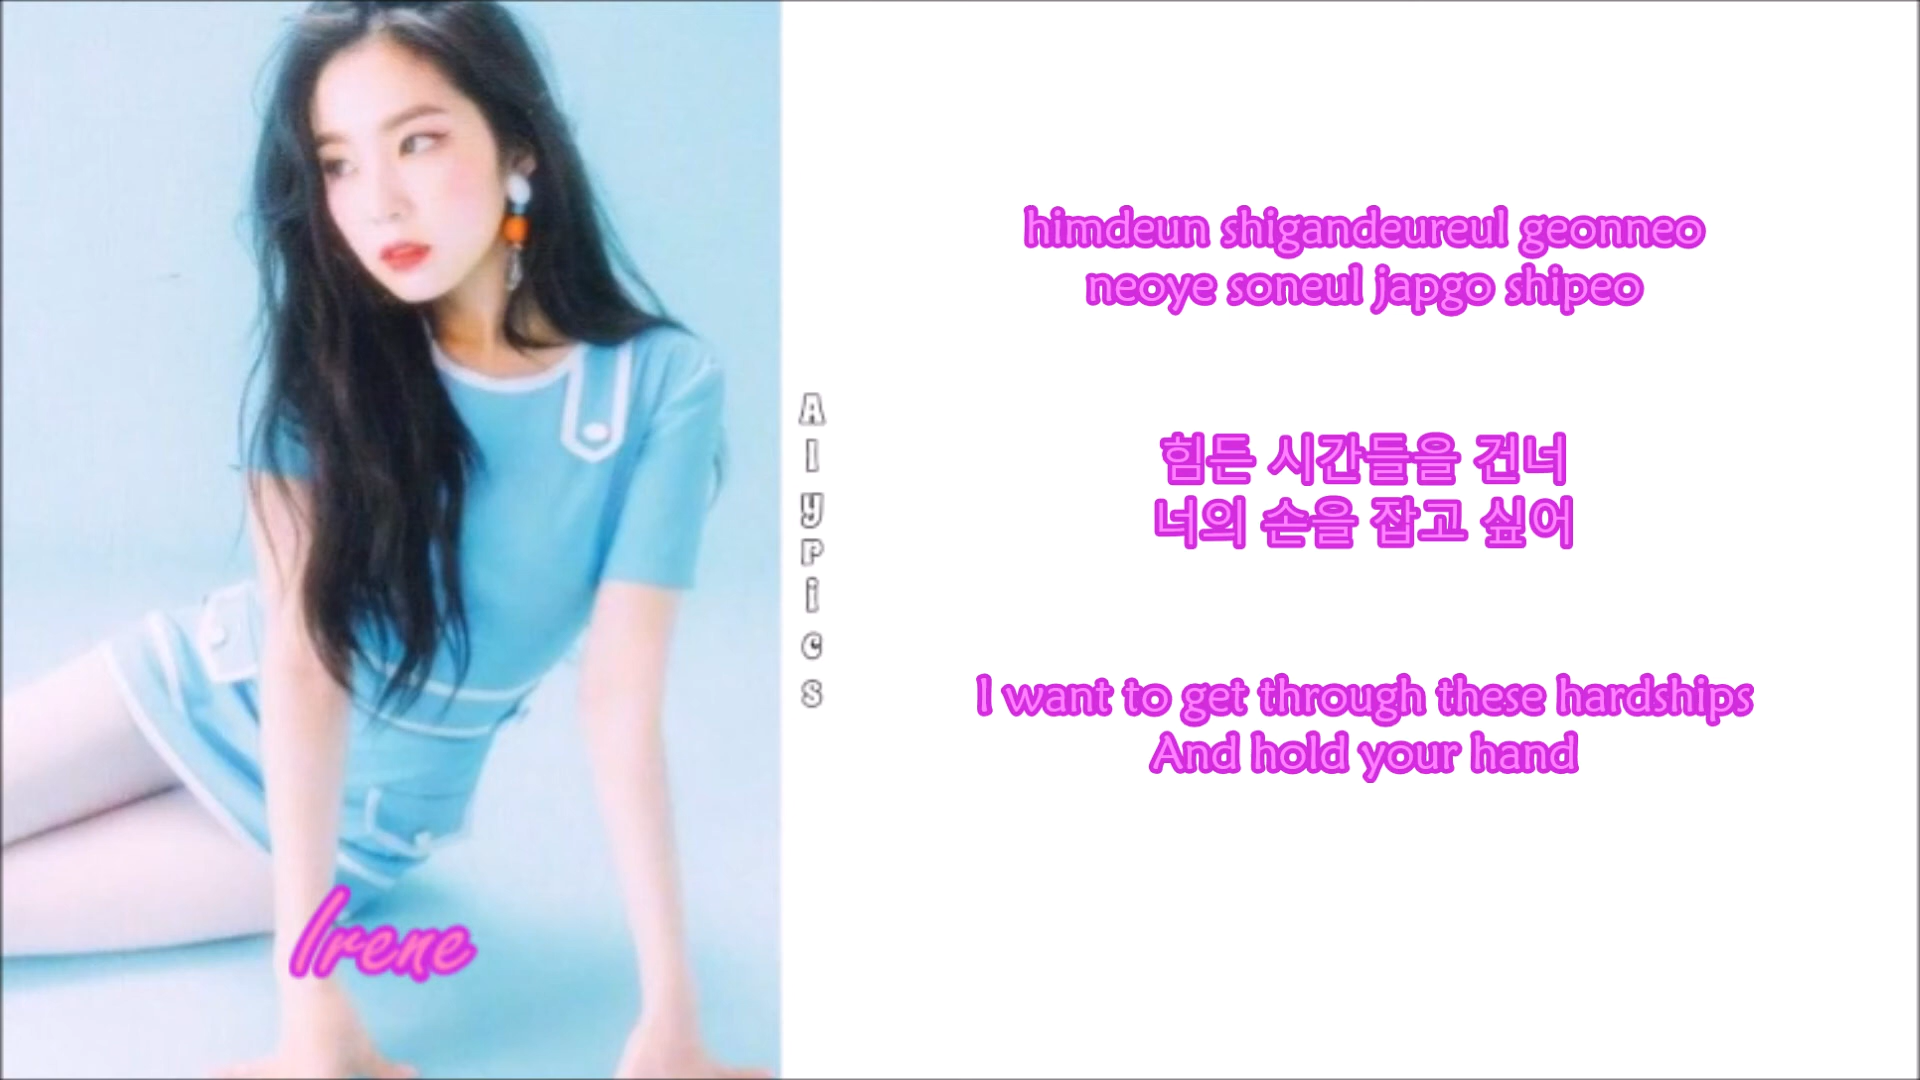 himdeun shigandeureul geonneo
neoye soneul japgo shipeo
힘든 시간들을 건너
너의 손을 잡고 싶어
I want to get through these hardships
And hold your hand
AlyPics
Irene